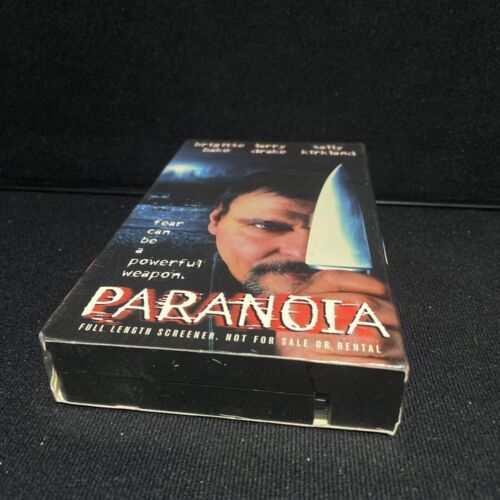 brigitte larry sally
bako drake kirkland
fear
can
be
a
powerful
weapon.
PARANOIA
FULL LENGTH SCREENER. NOT FOR SALE OR RENTAL